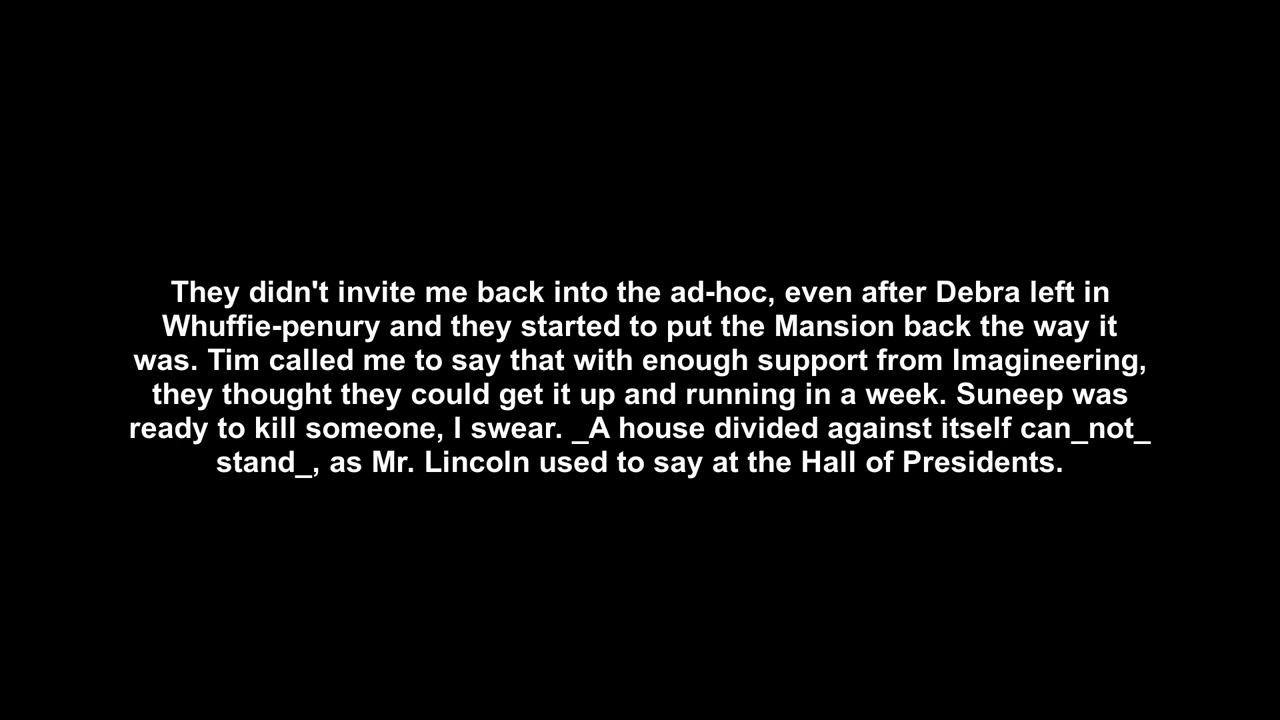 They didn't invite me back into the ad-hoc, even after Debra left in
Whuffie-penury and they started to put the Mansion back the way it
was. Tim called me to say that with enough support from Imagineering,
they thought they could get it up and running in a week. Suneep was
ready to kill someone, I swear. _A house divided against itself can_not_
stand_, as Mr. Lincoln used to say at the Hall of Presidents.